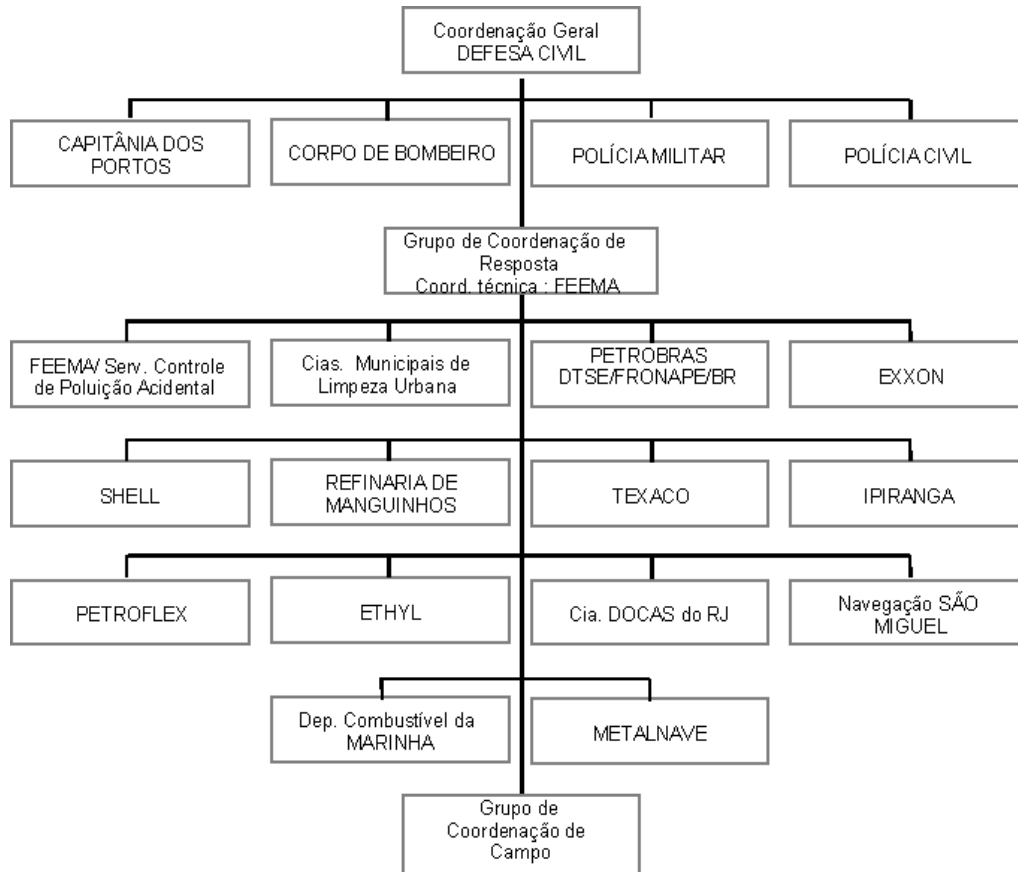 Coordenação Geral
DEFESA CIVIL
CAPITÂNIA DOS
PORTOS
CORPO DE BOMBEIRO
POLÍCIA MILITAR
POLÍCIA CIVIL
Grupo de Coordenação de
Resposta
Coord. técnica : FEEMA
FEEMA/ Serv. Controle
de Poluição Acidental
Cias. Municipais de
Limpeza Urbana
PETROBRAS
DTSE/FRONAPE/BR
EXXON
SHELL
REFINARIA DE
MANGUINHOS
TEXACO
IPIRANGA
PETROFLEX
ETHYL
Cia. DOCAS do RJ
Navegação SÃO
MIGUEL
Dep. Combustível da
MARINHA
METALNAVE
Grupo de
Coordenação de
Campo